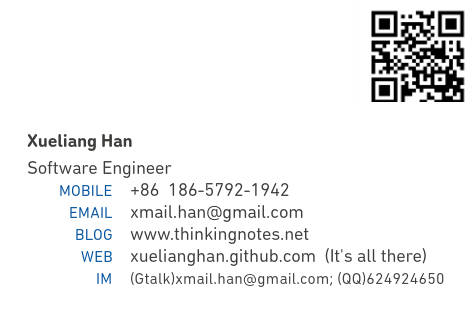 Xueliang Han
Software Engineer
MOBILE +86 186-5792-1942
EMAIL xmail.han@gmail.com
BLOG www.thinkingnotes.net
WEB xuelianghan.github.com (It's all there)
IM (Gtalk)xmail.han@gmail.com; (QQ)624924650